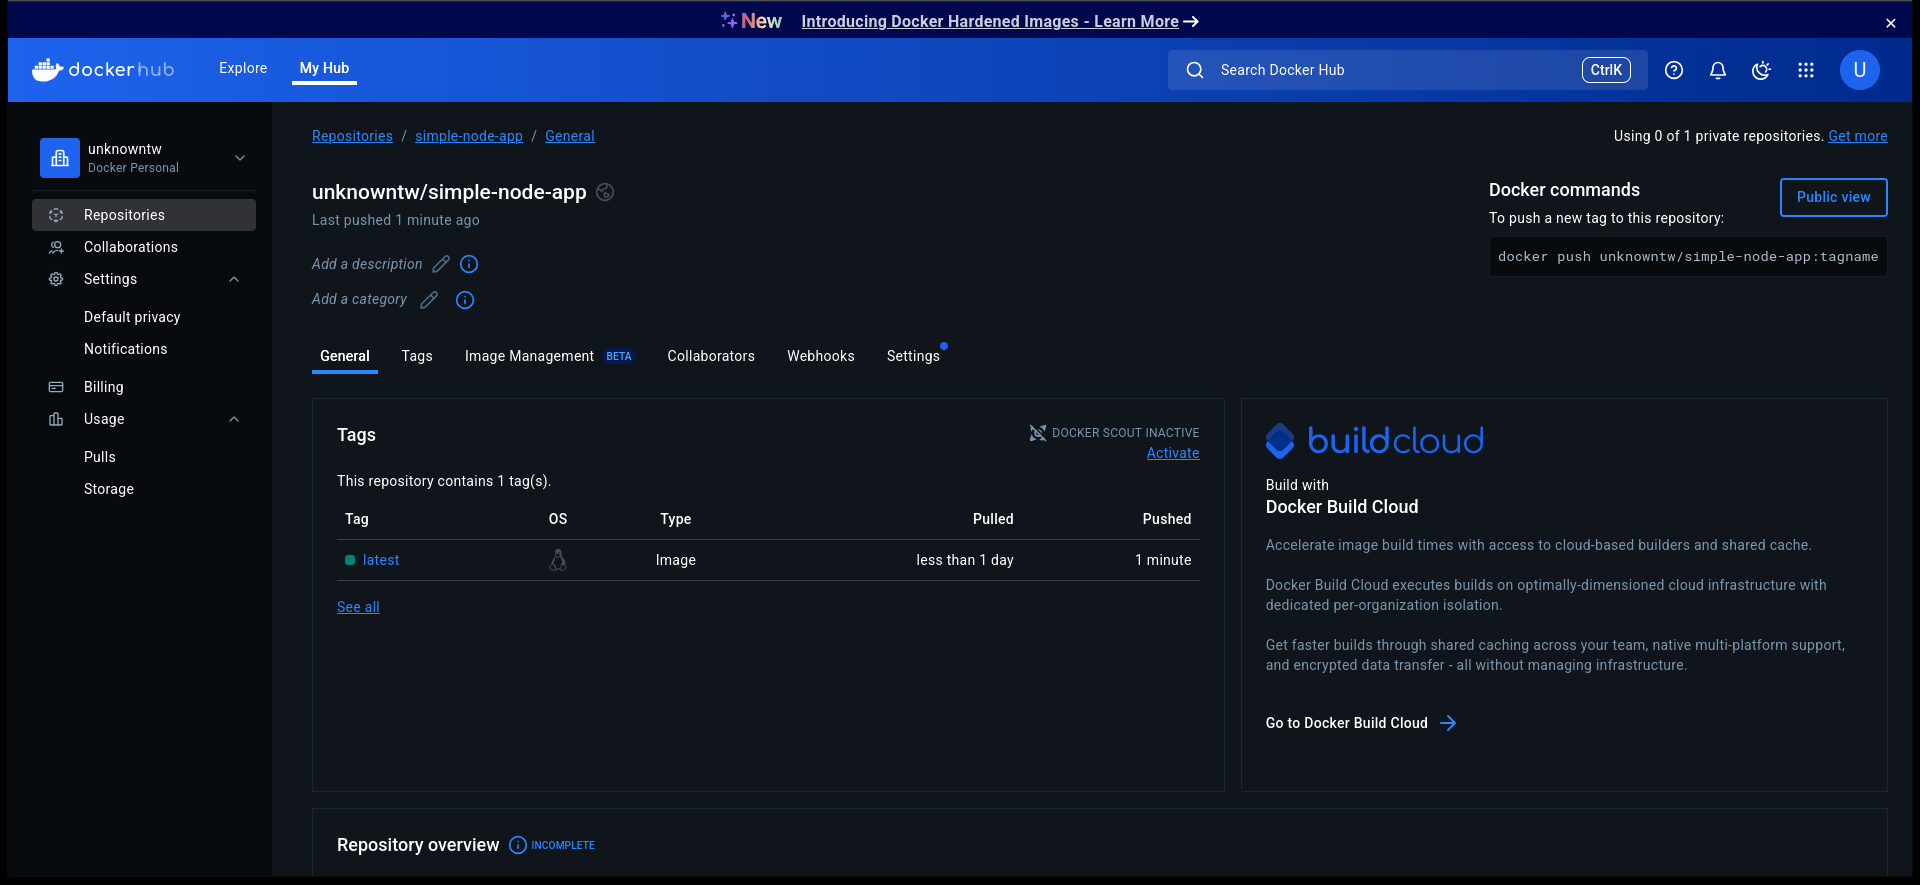 New Introducing Docker Hardened Images - Learn More →
dockerhub Explore My Hub Search Docker Hub CtrlK U
unknowntw
Docker Personal
Repositories
Collaborations
Settings
Default privacy
Notifications
Billing
Usage
Pulls
Storage
Repositories / simple-node-app / General
Using 0 of 1 private repositories. Get more
unknowntw/simple-node-app
Last pushed 1 minute ago
Add a description
Add a category
Docker commands
Public view
To push a new tag to this repository:
docker push unknowntw/simple-node-app:tagname
General Tags Image Management BETA Collaborators Webhooks Settings
Tags
DOCKER SCOUT INACTIVE
Activate
This repository contains 1 tag(s).
Tag OS Type Pulled Pushed
latest Image less than 1 day 1 minute
See all
buildcloud
Build with
Docker Build Cloud
Accelerate image build times with access to cloud-based builders and shared cache.
Docker Build Cloud executes builds on optimally-dimensioned cloud infrastructure with
dedicated per-organization isolation.
Get faster builds through shared caching across your team, native multi-platform support,
and encrypted data transfer - all without managing infrastructure.
Go to Docker Build Cloud
Repository overview INCOMPLETE